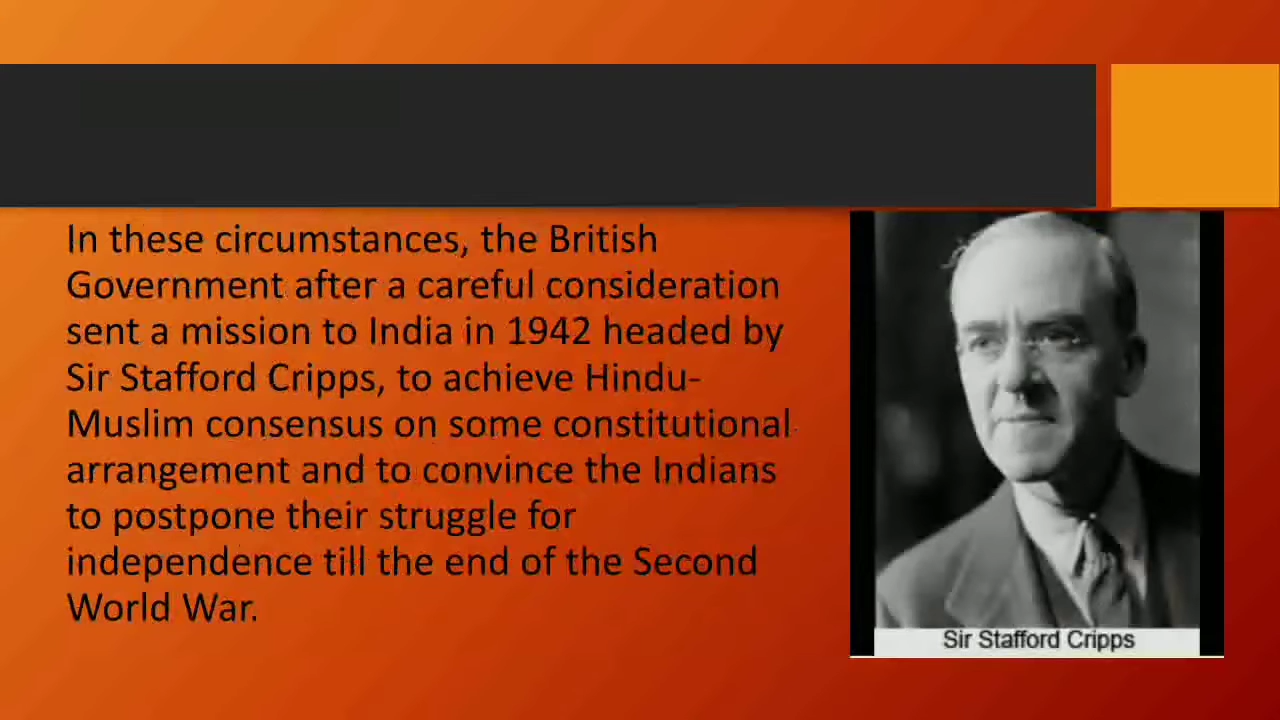 In these circumstances, the British
Government after a careful consideration
sent a mission to India in 1942 headed by
Sir Stafford Cripps, to achieve Hindu-
Muslim consensus on some constitutional
arrangement and to convince the Indians
to postpone their struggle for
independence till the end of the Second
World War.
Sir Stafford Cripps